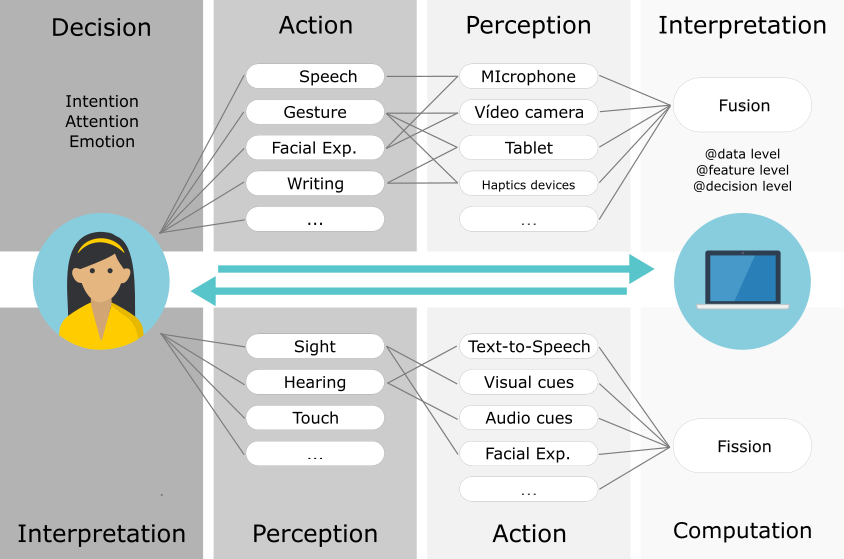 Decision
Action
Perception
Interpretation
Intention
Attention
Emotion
Speech
Gesture
Facial Exp.
Writing
...
MIcrophone
Vídeo camera
Tablet
Haptics devices
...
Fusion
@data level
@feature level
@decision level
Sight
Hearing
Touch
...
Text-to-Speech
Visual cues
Audio cues
Facial Exp.
...
Fission
Interpretation
Perception
Action
Computation